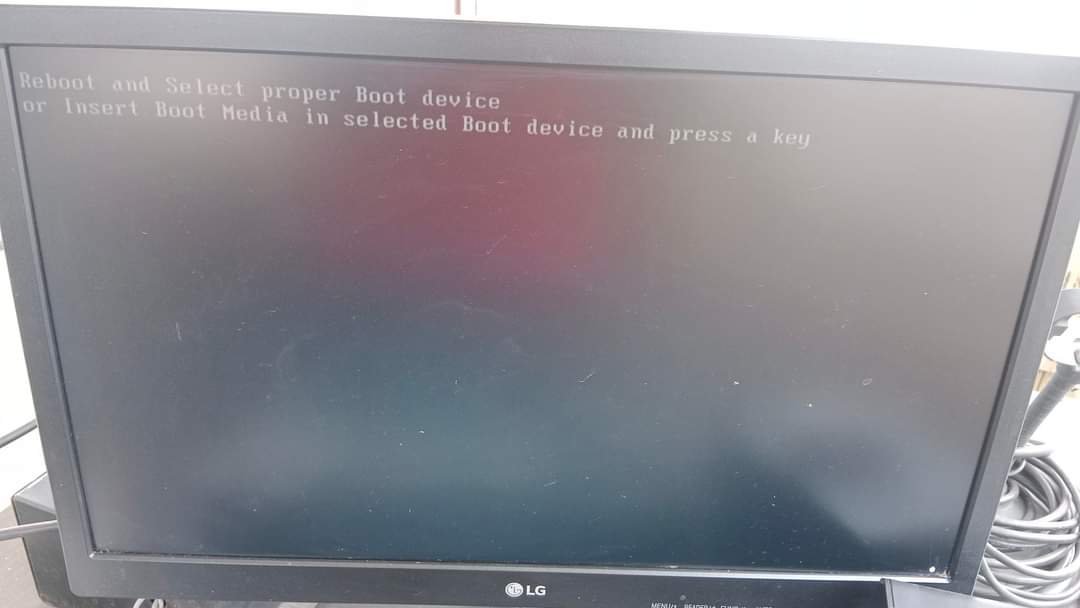 Reboot and Select proper Boot device
or Insert Boot Media in selected Boot device and press a key
LG